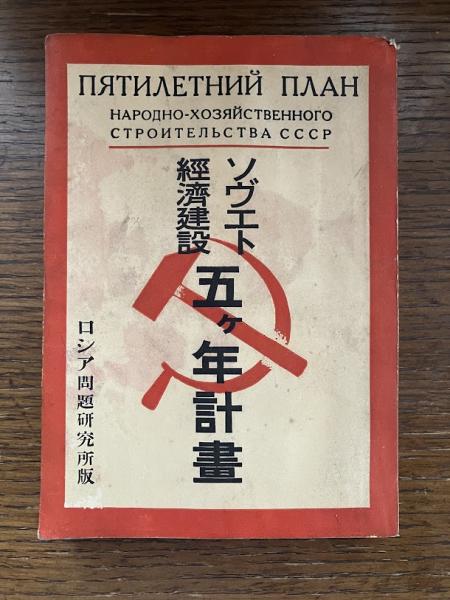 ПЯТИЛЕТНИЙ ПЛАН
НАРОДНО-ХОЗЯЙСТВЕННОГО
СТРОИТЕЛЬСТВА СССР
ソヴエト
經濟建設
五ヶ年計畫
ロシア問題研究所版